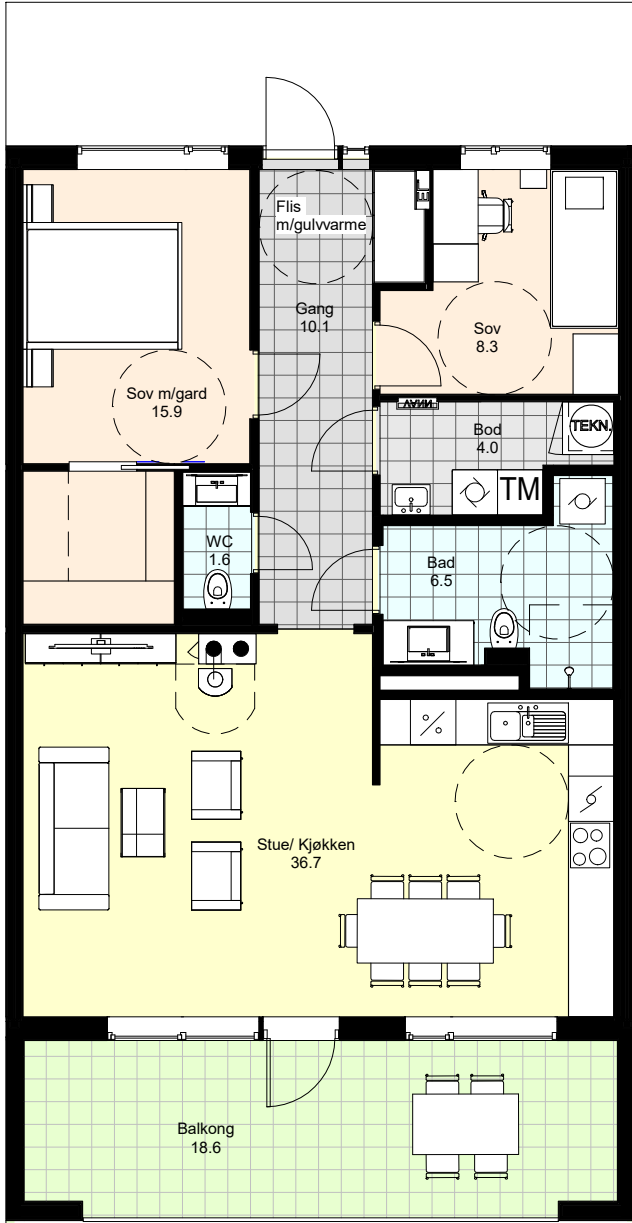 Flis
m/gulvvarme
Gang
10.1
Sov
8.3
Sov m/gard
15.9
Bod
4.0
TEKN.
TM
WC
1.6
Bad
6.5
Stue/ Kjøkken
36.7
Balkong
18.6